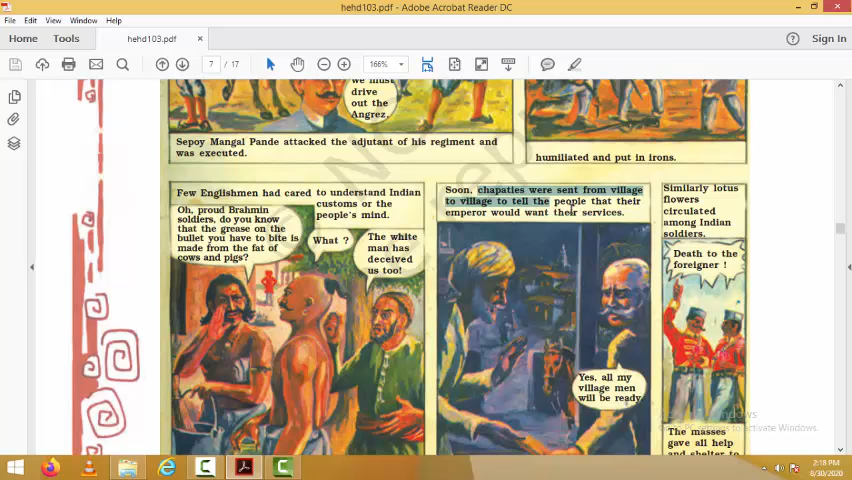 hehd103.pdf - Adobe Acrobat Reader DC
File Edit View Window Help
Home Tools hehd103.pdf × Sign In
7 / 17 166%
we must
drive
out the
Angrez.
Sepoy Mangal Pande attacked the adjutant of his regiment and
was executed.
humiliated and put in irons.
Few Englishmen had cared to understand Indian
customs or the
people's mind.
Oh, proud Brahmin
soldiers, do you know
that the grease on the
bullet you have to bite is
made from the fat of
cows and pigs?
What ?
The white
man has
deceived
us too!
Soon, chapaties were sent from village
to village to tell the people that their
emperor would want their services.
Yes, all my
village men
will be ready
Similarly lotus
flowers
circulated
among Indian
soldiers.
Death to the
foreigner !
The masses
gave all help
and shelter to
2:18 PM
8/30/2020